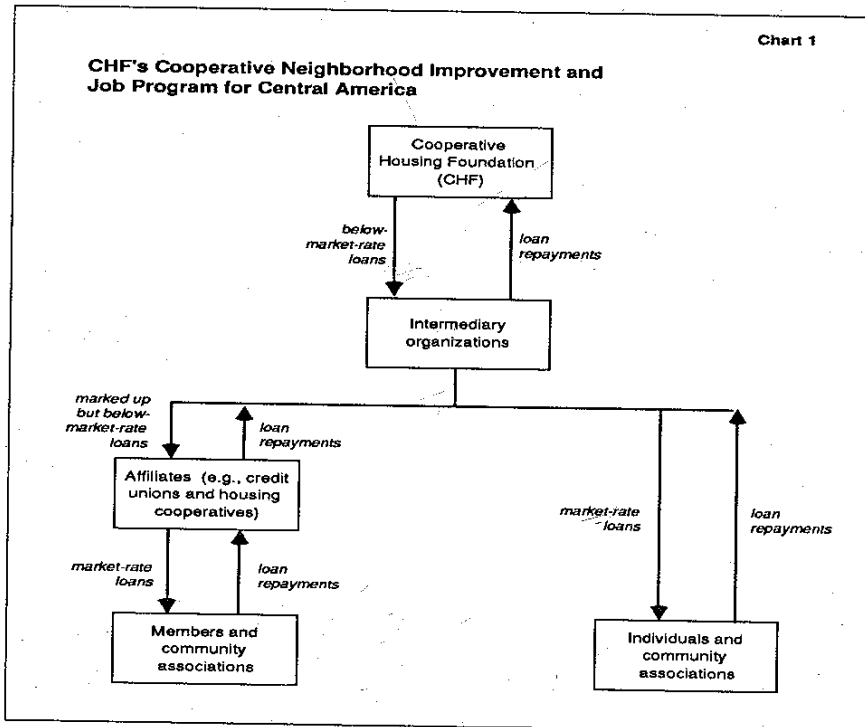 Chart 1
CHF's Cooperative Neighborhood Improvement and
Job Program for Central America
Cooperative
Housing Foundation
(CHF)
below-
market-rate
loans
loan
repayments
Intermediary
organizations
marked up
but below-
market-rate
loans
loan
repayments
Affiliates (e.g., credit
unions and housing
cooperatives)
market-rate
loans
loan
repayments
market-rate
loans
loan
repayments
Members and
community
associations
Individuals and
community
associations